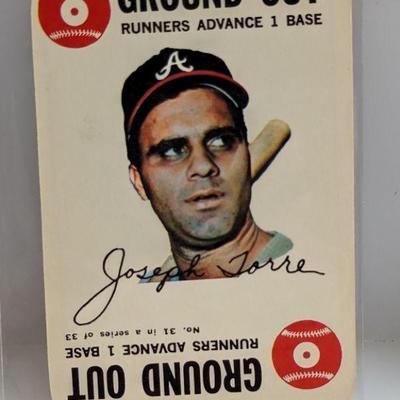 GROUND OUT
RUNNERS ADVANCE 1 BASE
A
Joseph Torre
No. 31 in a series of 33
RUNNERS ADVANCE 1 BASE
GROUND OUT